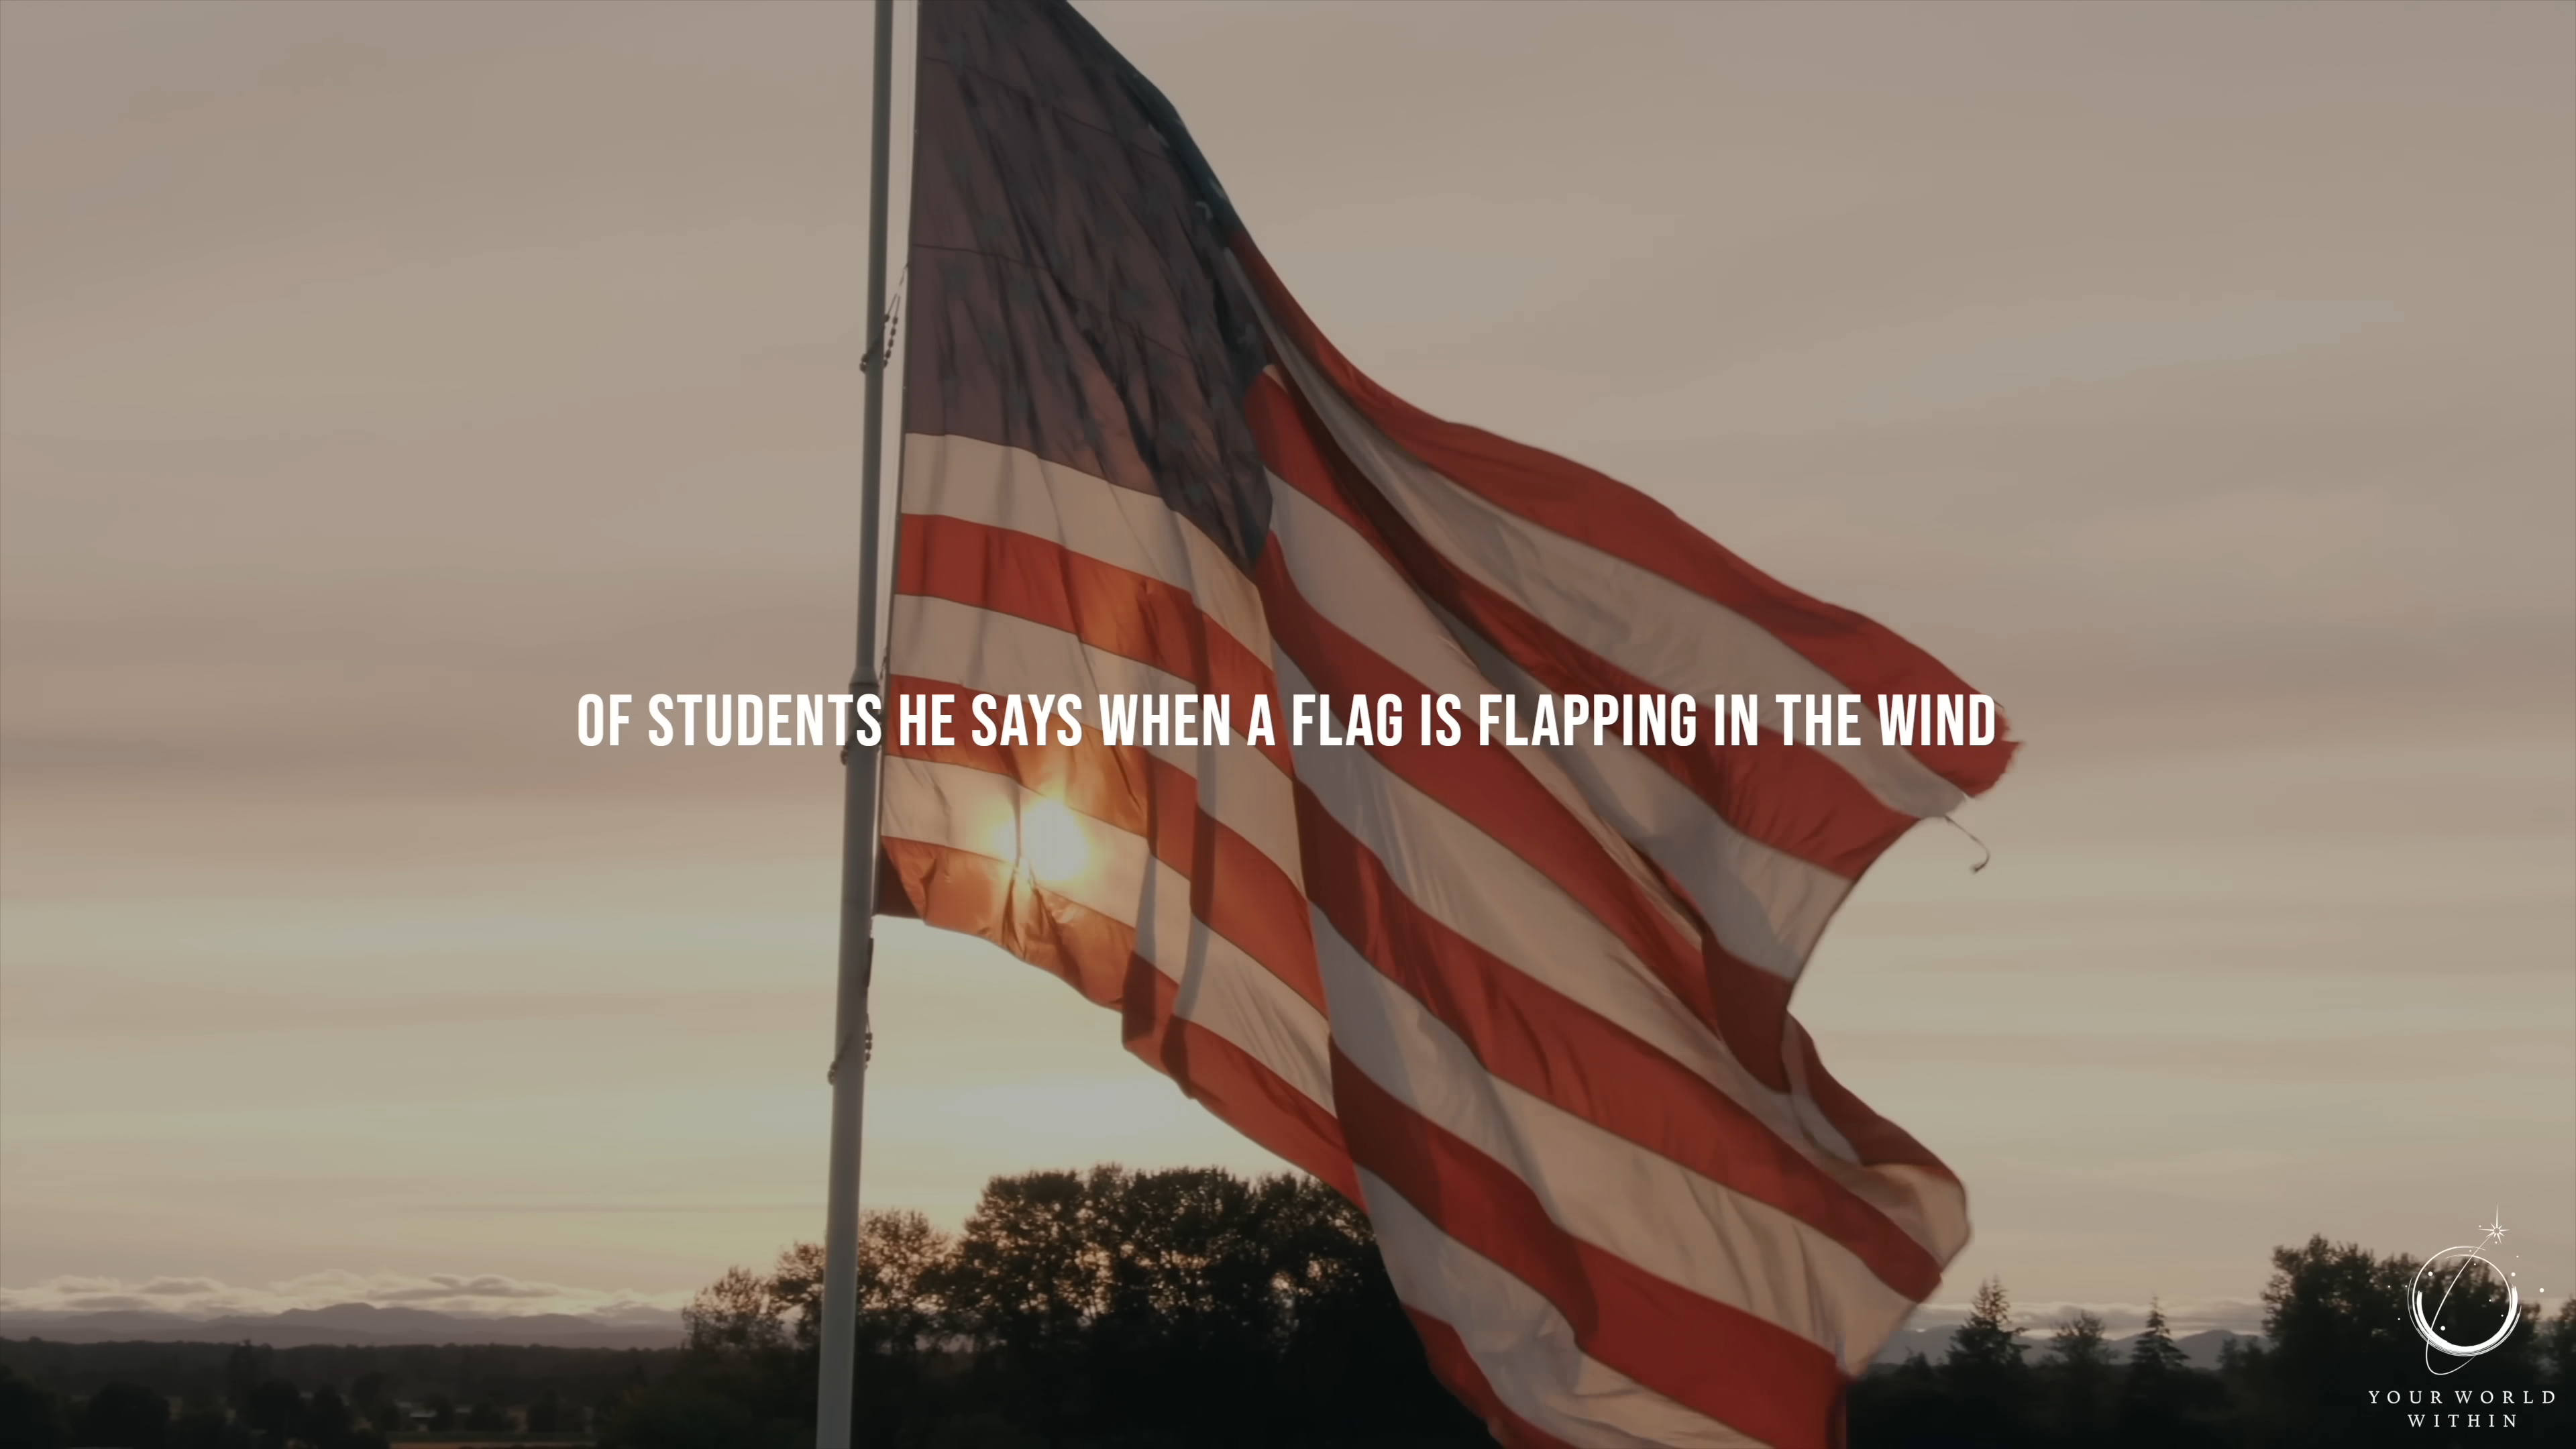 OF STUDENTS HE SAYS WHEN A FLAG IS FLAPPING IN THE WIND
YOUR WORLD
WITHIN